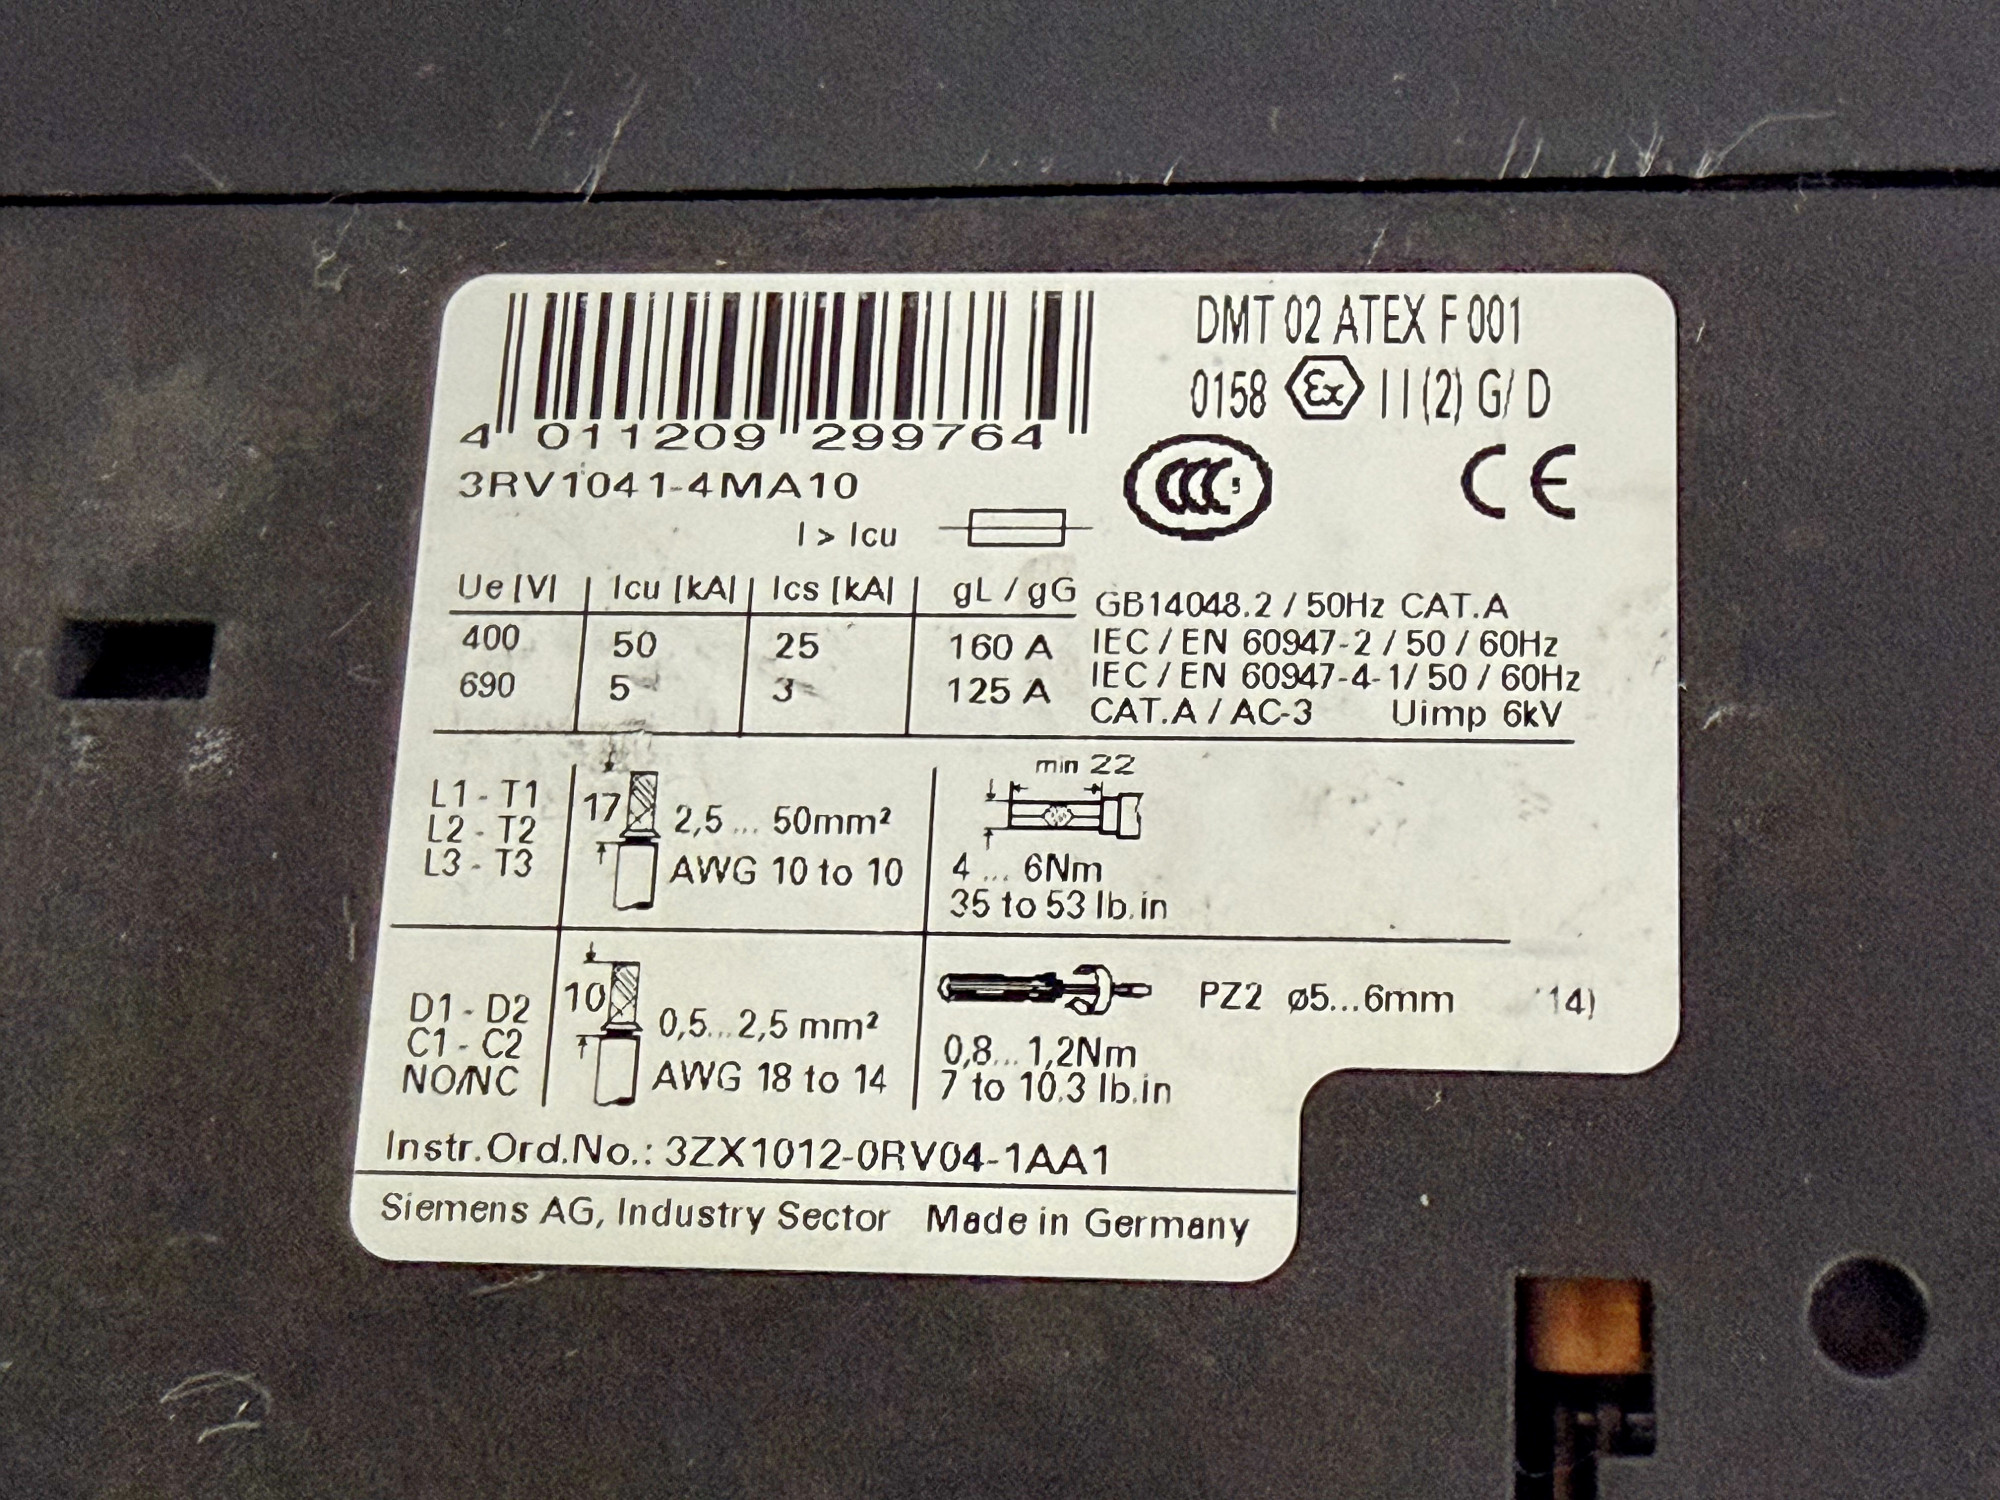 DMT 02 ATEX F 001
0158 Ex II(2) G/D
4 011209 299764
3RV1041-4MA10
CCC
CE
I > Icu
Ue [V] Icu [kA] Ics [kA] gL / gG
400 50 25 160 A
690 5 3 125 A
GB14048.2 / 50Hz CAT.A
IEC / EN 60947-2 / 50 / 60Hz
IEC / EN 60947-4-1/ 50 / 60Hz
CAT.A / AC-3 Uimp 6kV
L1 - T1
L2 - T2
L3 - T3
17
2,5 ... 50mm²
AWG 10 to 10
min 22
4 ... 6Nm
35 to 53 lb.in
D1 - D2
C1 - C2
NO/NC
10
0,5...2,5 mm²
AWG 18 to 14
PZ2 ø5...6mm
14)
0,8... 1,2Nm
7 to 10.3 lb.in
Instr.Ord.No.: 3ZX1012-0RV04-1AA1
Siemens AG, Industry Sector Made in Germany